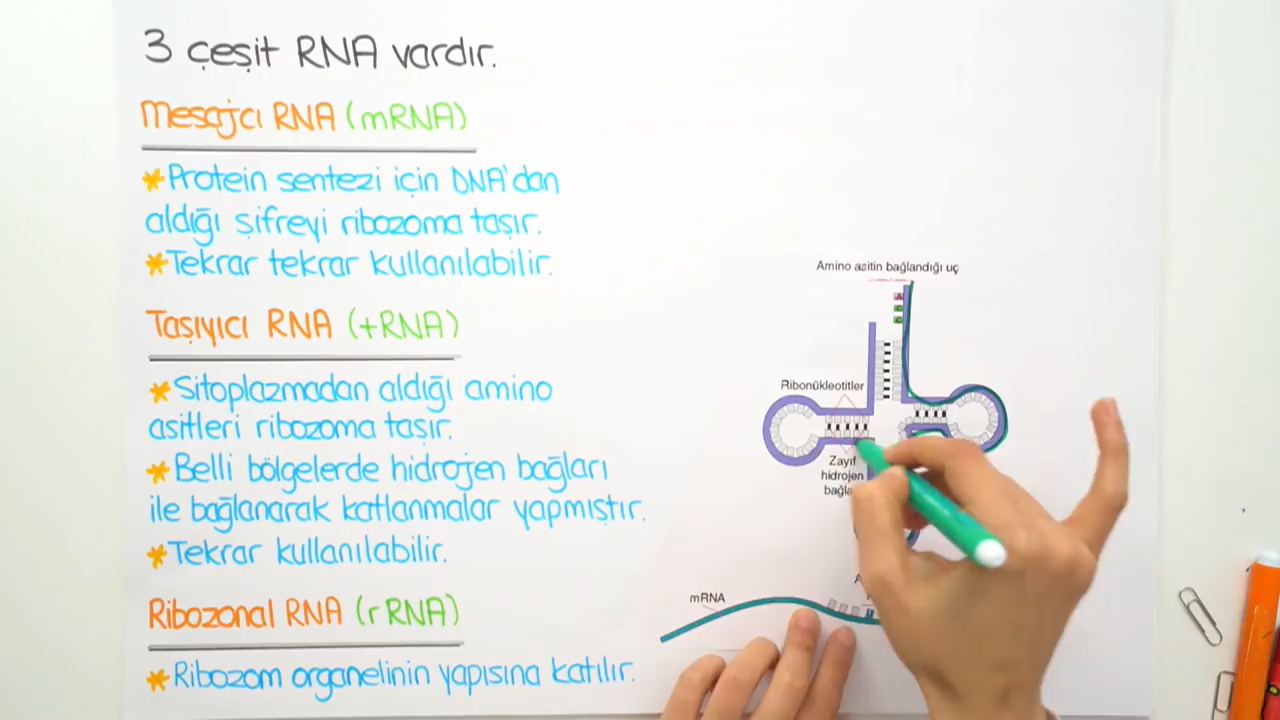 3 çeşit RNA vardır.
Mesajcı RNA (mRNA)
*Protein sentezi için DNA'dan
aldığı şifreyi ribozoma taşır.
*Tekrar tekrar kullanılabilir.
Taşıyıcı RNA (tRNA)
*Sitoplazmadan aldığı amino
asitleri ribozoma taşır.
*Belli bölgelerde hidrojen bağları
ile bağlanarak katlanmalar yapmıştır.
*Tekrar kullanılabilir.
Ribozonal RNA (rRNA)
*Ribozom organelinin yapısına katılır.
Amino asitin bağlandığı uç
A
C
C
Ribonükleotitler
Zayıf
hidrojen
mRNA